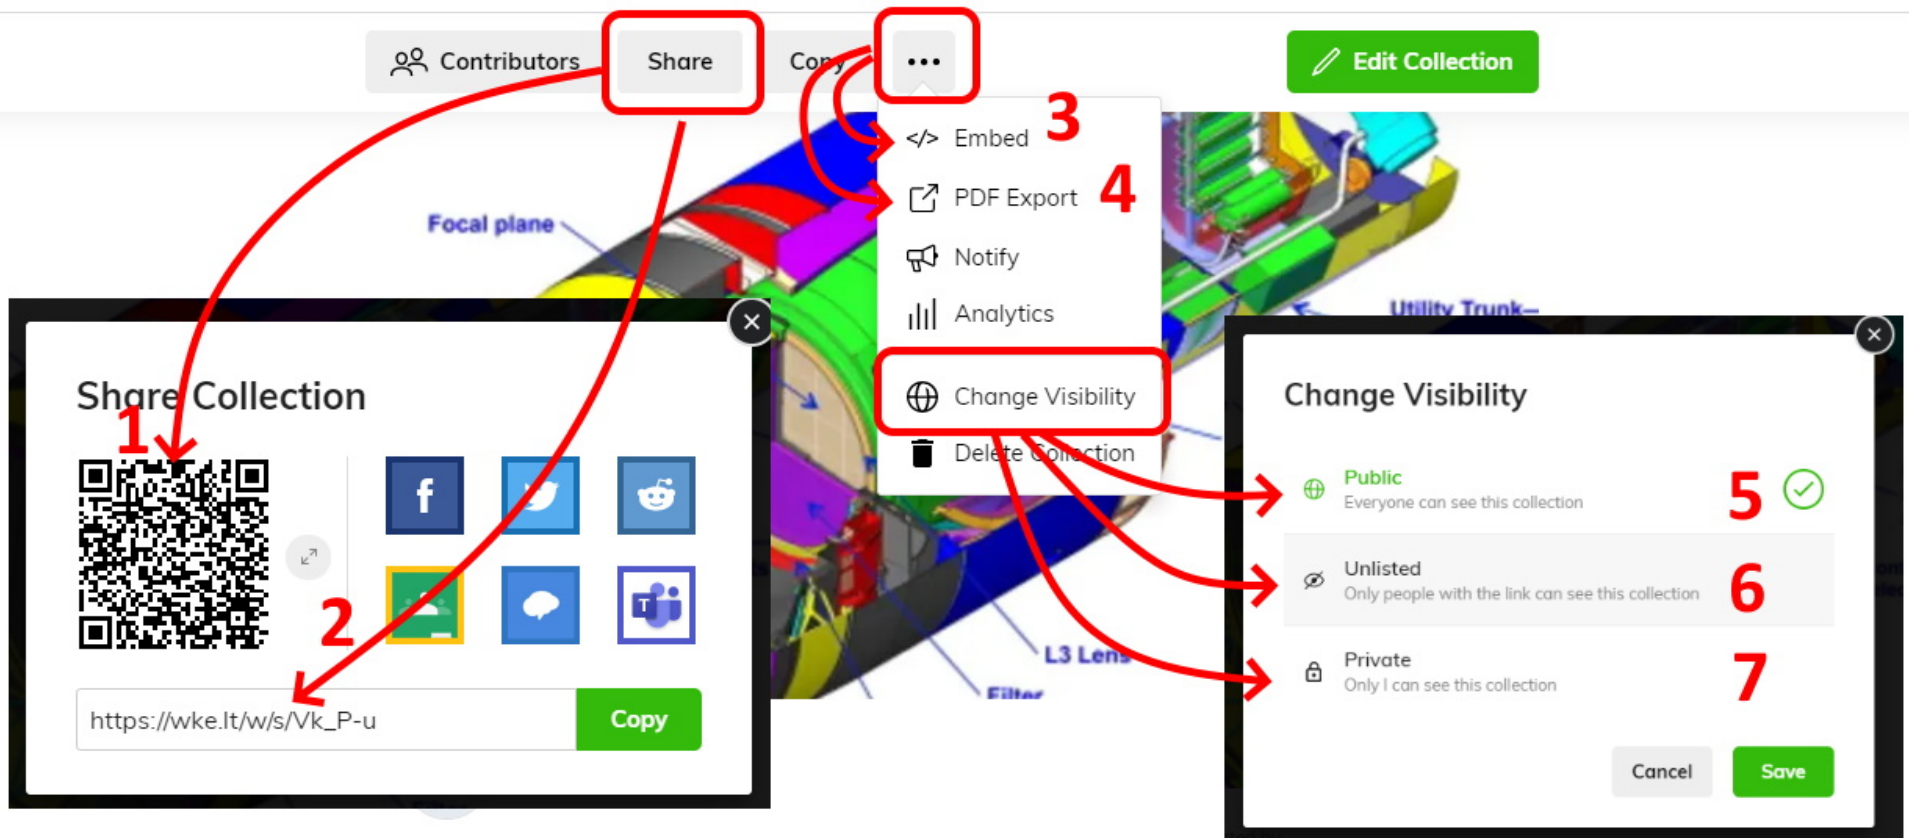 Contributors
Share
Copy
Edit Collection
3
</> Embed
4
PDF Export
Notify
Analytics
Change Visibility
Delete Collection
Focal plane
Utility Trunk—
L3 Lens
Filter
Share Collection
1
f
2
T
https://wke.lt/w/s/Vk_P-u
Copy
Change Visibility
Public
Everyone can see this collection
5
Unlisted
Only people with the link can see this collection
6
Private
Only I can see this collection
7
Cancel
Save